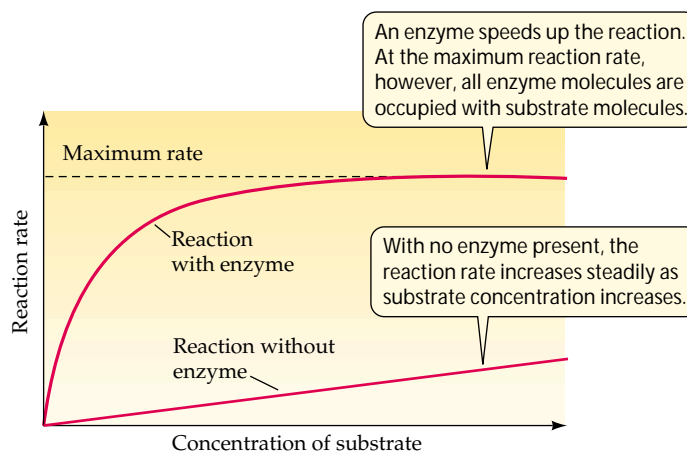 An enzyme speeds up the reaction.
At the maximum reaction rate,
however, all enzyme molecules are
occupied with substrate molecules.
Maximum rate
Reaction rate
Reaction
with enzyme
With no enzyme present, the
reaction rate increases steadily as
substrate concentration increases.
Reaction without
enzyme
Concentration of substrate